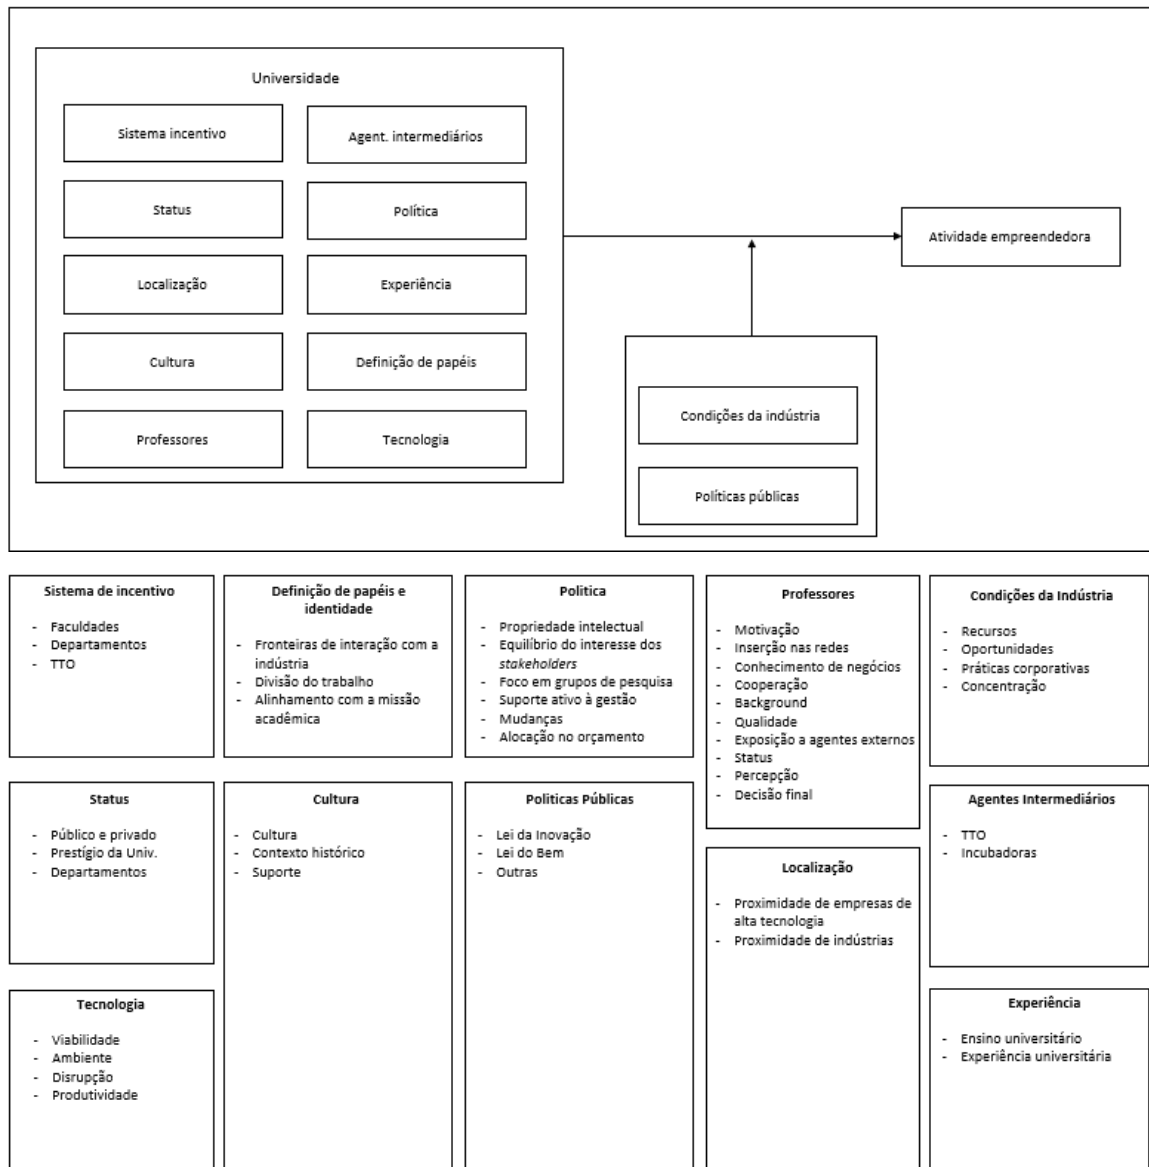 Universidade
Sistema incentivo
Agent. intermediários
Status
Política
Localização
Experiência
Cultura
Definição de papéis
Professores
Tecnologia
Atividade empreendedora
Condições da indústria
Políticas públicas
Sistema de incentivo
- Faculdades
- Departamentos
- TTO
Definição de papéis e
identidade
- Fronteiras de interação com a
indústria
- Divisão do trabalho
- Alinhamento com a missão
acadêmica
Politica
- Propriedade intelectual
- Equilíbrio do interesse dos
stakeholders
- Foco em grupos de pesquisa
- Suporte ativo à gestão
- Mudanças
- Alocação no orçamento
Professores
- Motivação
- Inserção nas redes
- Conhecimento de negócios
- Cooperação
- Background
- Qualidade
- Exposição a agentes externos
- Status
- Percepção
- Decisão final
Condições da Indústria
- Recursos
- Oportunidades
- Práticas corporativas
- Concentração
Status
- Público e privado
- Prestígio da Univ.
- Departamentos
Cultura
- Cultura
- Contexto histórico
- Suporte
Politicas Públicas
- Lei da Inovação
- Lei do Bem
- Outras
Localização
- Proximidade de empresas de
alta tecnologia
- Proximidade de indústrias
Agentes Intermediários
- TTO
- Incubadoras
Tecnologia
- Viabilidade
- Ambiente
- Disrupção
- Produtividade
Experiência
- Ensino universitário
- Experiência universitária